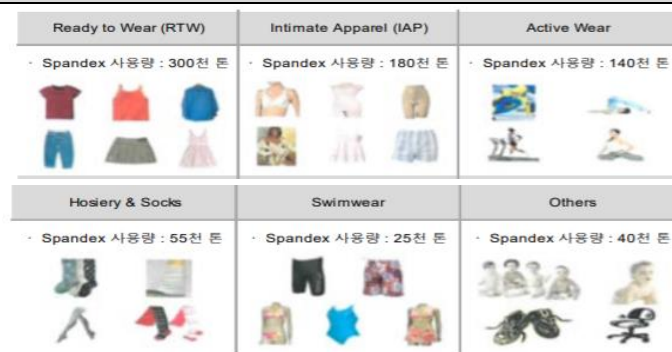 Ready to Wear (RTW)
Intimate Apparel (IAP)
Active Wear
· Spandex 사용량 : 300천 톤
· Spandex 사용량 : 180천 톤
· Spandex 사용량 : 140천 톤
Hosiery & Socks
Swimwear
Others
· Spandex 사용량 : 55천 톤
· Spandex 사용량 : 25천 톤
· Spandex 사용량 : 40천 톤